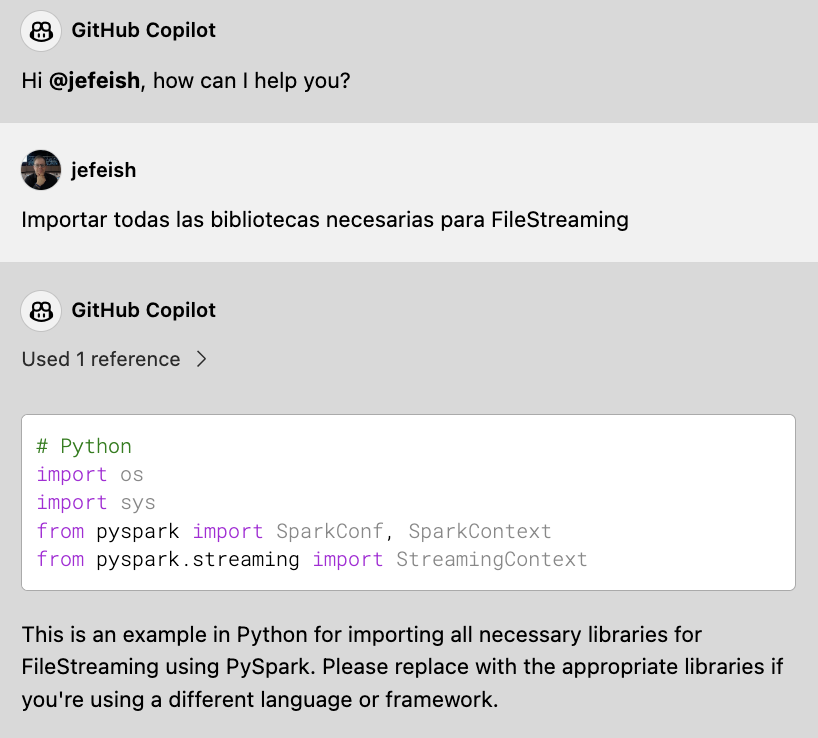 GitHub Copilot
Hi @jefeish, how can I help you?
jefeish
Importar todas las bibliotecas necesarias para FileStreaming
GitHub Copilot
Used 1 reference
# Python
import os
import sys
from pyspark import SparkConf, SparkContext
from pyspark.streaming import StreamingContext
This is an example in Python for importing all necessary libraries for
FileStreaming using PySpark. Please replace with the appropriate libraries if
you're using a different language or framework.